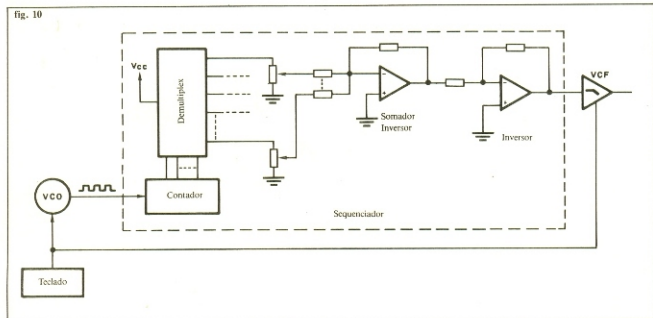 fig. 10
Vcc
Demultiplex
Somador
Inversor
Inversor
VCF
VCO
Contador
Sequenciador
Teclado